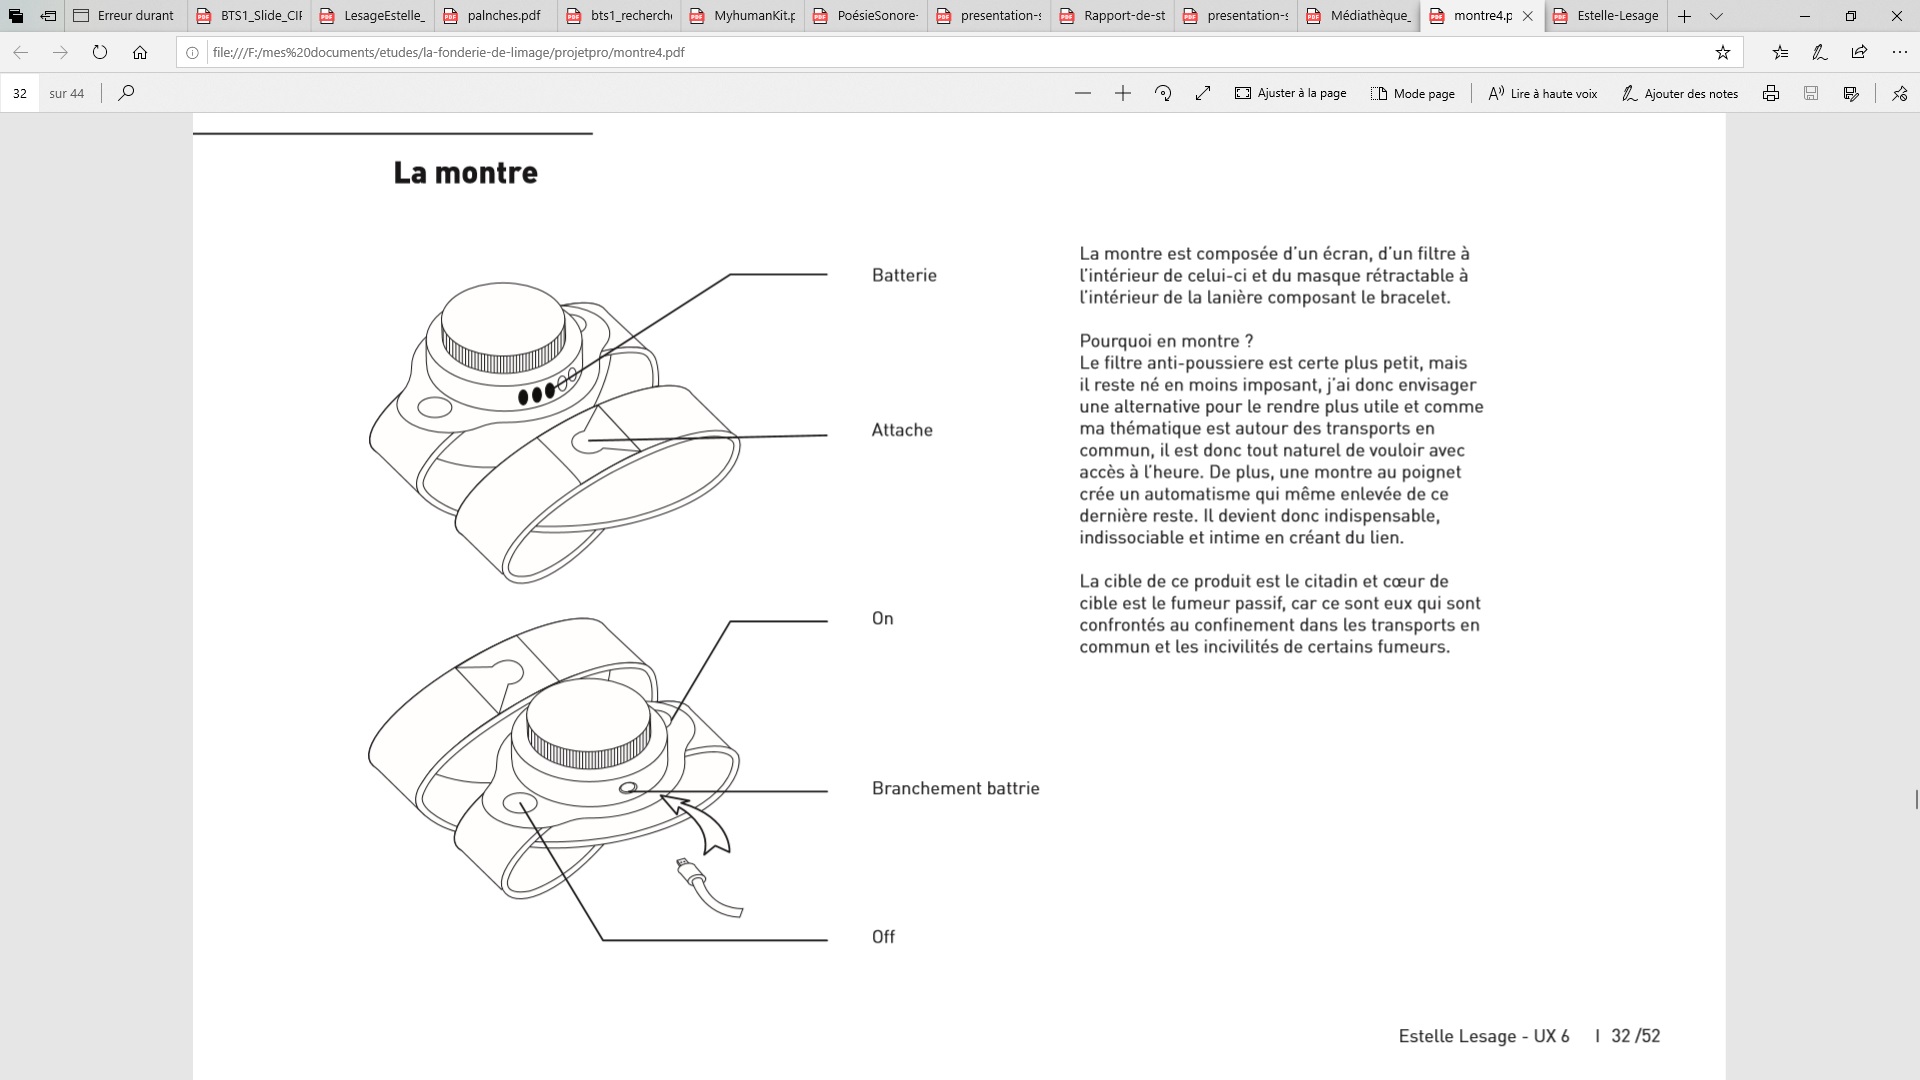 Erreur durant
BTS1_Slide_CIF
LesageEstelle_
palnches.pdf
bts1_recherch
MyhumanKit.p
PoésieSonore-
presentation-s
Rapport-de-st
presentation-s
Médiathèque_
montre4.p
Estelle-Lesage
file:///F:/mes%20documents/etudes/la-fonderie-de-limage/projetpro/montre4.pdf
32 sur 44
Ajuster à la page
Mode page
Lire à haute voix
Ajouter des notes
La montre
Batterie
Attache
On
Branchement battrie
Off
La montre est composée d'un écran, d'un filtre à
l'intérieur de celui-ci et du masque rétractable à
l'intérieur de la lanière composant le bracelet.
Pourquoi en montre ?
Le filtre anti-poussiere est certe plus petit, mais
il reste né en moins imposant, j'ai donc envisager
une alternative pour le rendre plus utile et comme
ma thématique est autour des transports en
commun, il est donc tout naturel de vouloir avec
accès à l'heure. De plus, une montre au poignet
crée un automatisme qui même enlevée de ce
dernière reste. Il devient donc indispensable,
indissociable et intime en créant du lien.
La cible de ce produit est le citadin et cœur de
cible est le fumeur passif, car ce sont eux qui sont
confrontés au confinement dans les transports en
commun et les incivilités de certains fumeurs.
Estelle Lesage - UX 6 I 32 /52